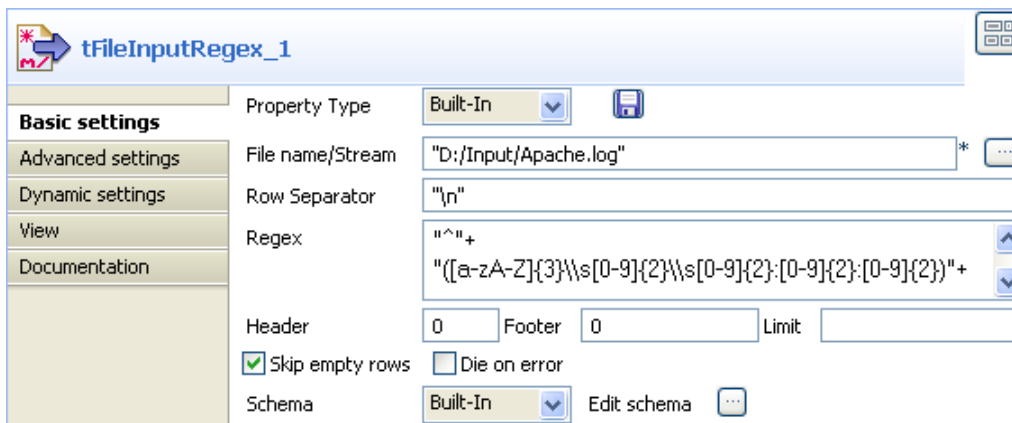 tFileInputRegex_1
Basic settings
Advanced settings
Dynamic settings
View
Documentation
Property Type Built-In
File name/Stream "D:/Input/Apache.log" * ...
Row Separator "\n"
Regex "^"+
"([a-zA-Z]{3}\\s[0-9]{2}\\s[0-9]{2}:[0-9]{2}:[0-9]{2})"+
Header 0 Footer 0 Limit
Skip empty rows Die on error
Schema Built-In Edit schema ...